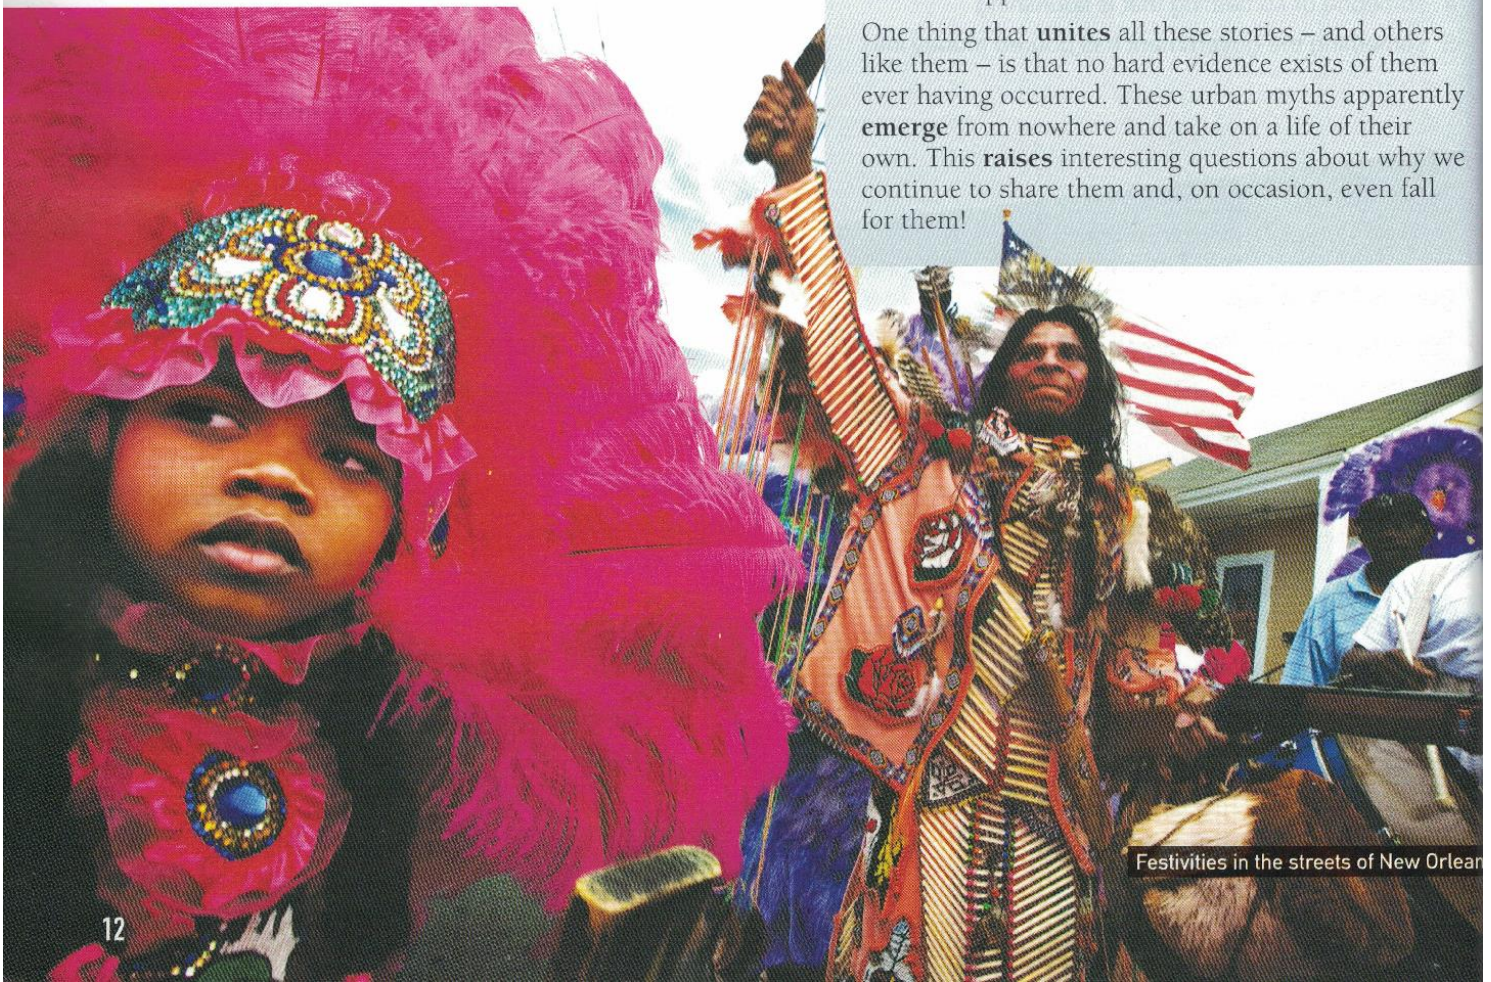 One thing that unites all these stories – and others
like them – is that no hard evidence exists of them
ever having occurred. These urban myths apparently
emerge from nowhere and take on a life of their
own. This raises interesting questions about why we
continue to share them and, on occasion, even fall
for them!
Festivities in the streets of New Orlean
12